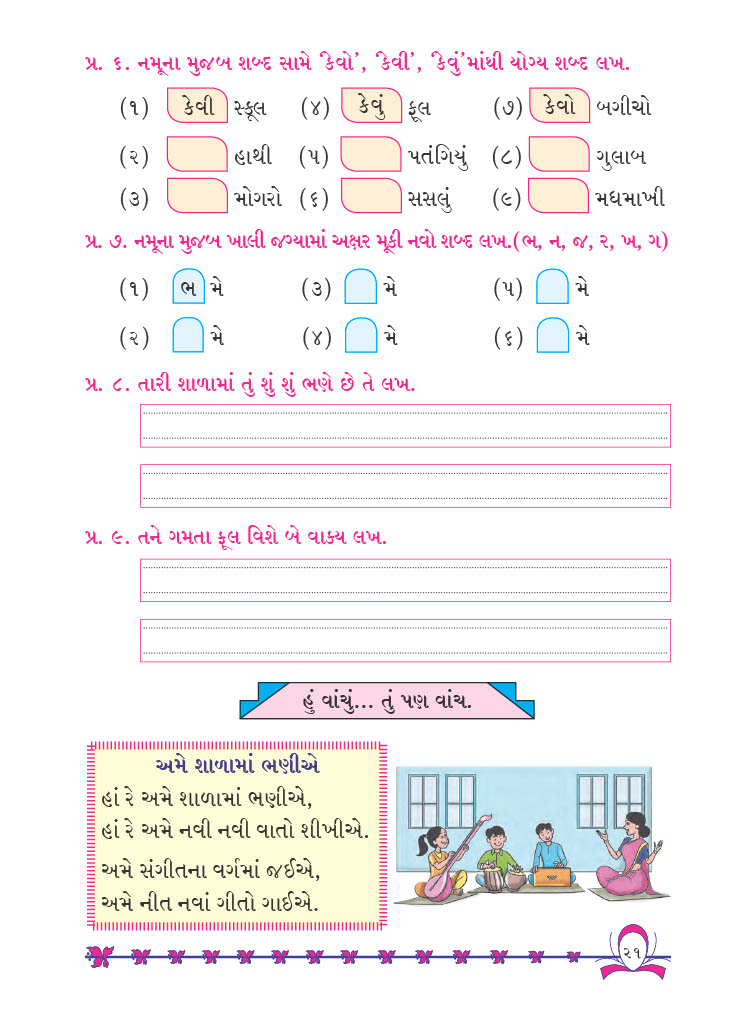 પ્ર. ૬. નમૂના મુજબ શબ્દ સામે ‘કેવો’, ‘કેવી’, ‘કેવું’માંથી યોગ્ય શબ્દ લખ.
(૧) કેવી સ્કૂલ (૪) કેવું ફૂલ (૭) કેવો બગીચો
(૨) હાથી (૫) પતંગિયું (૮) ગુલાબ
(૩) મોગરો (૬) સસલું (૯) મધમાખી
પ્ર. ૭. નમૂના મુજબ ખાલી જગ્યામાં અક્ષર મૂકી નવો શબ્દ લખ.(ભ, ન, જ, ર, ખ, ગ)
(૧) ભ મે (૩) મે (૫) મે
(૨) મે (૪) મે (૬) મે
પ્ર. ૮. તારી શાળામાં તું શું શું ભણે છે તે લખ.
પ્ર. ૯. તને ગમતા ફૂલ વિશે બે વાક્ય લખ.
હું વાંચું... તું પણ વાંચ.
અમે શાળામાં ભણીએ
હાં રે અમે શાળામાં ભણીએ,
હાં રે અમે નવી નવી વાતો શીખીએ.
અમે સંગીતના વર્ગમાં જઈએ,
અમે નીત નવાં ગીતો ગાઈએ.
૨૧